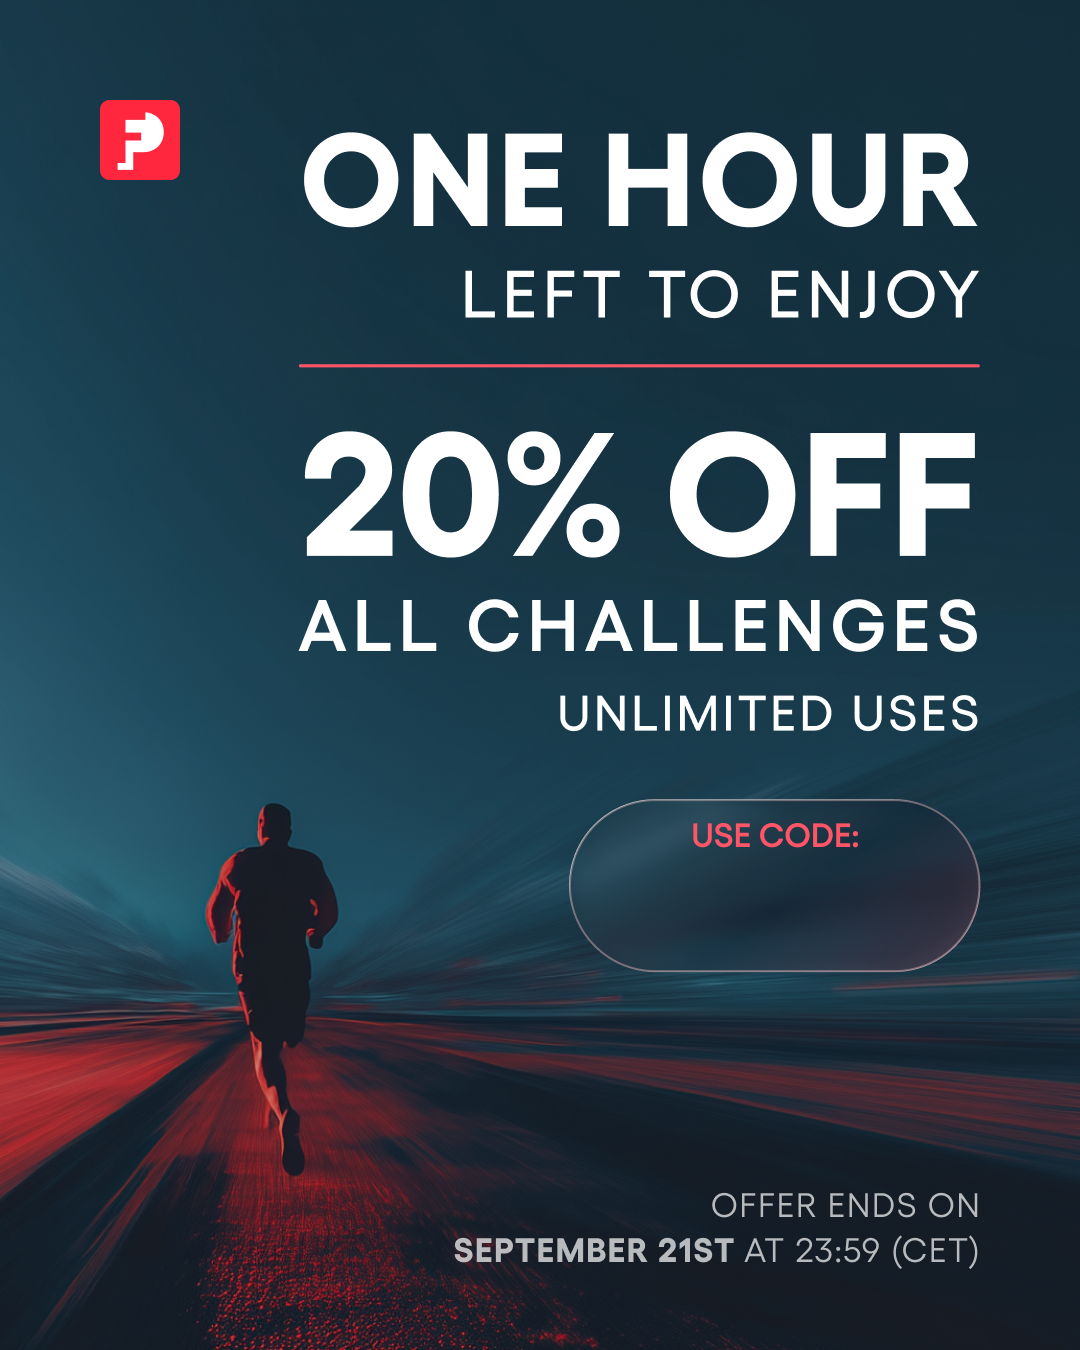 ONE HOUR
LEFT TO ENJOY
20% OFF
ALL CHALLENGES
UNLIMITED USES
USE CODE:
OFFER ENDS ON
SEPTEMBER 21ST AT 23:59 (CET)